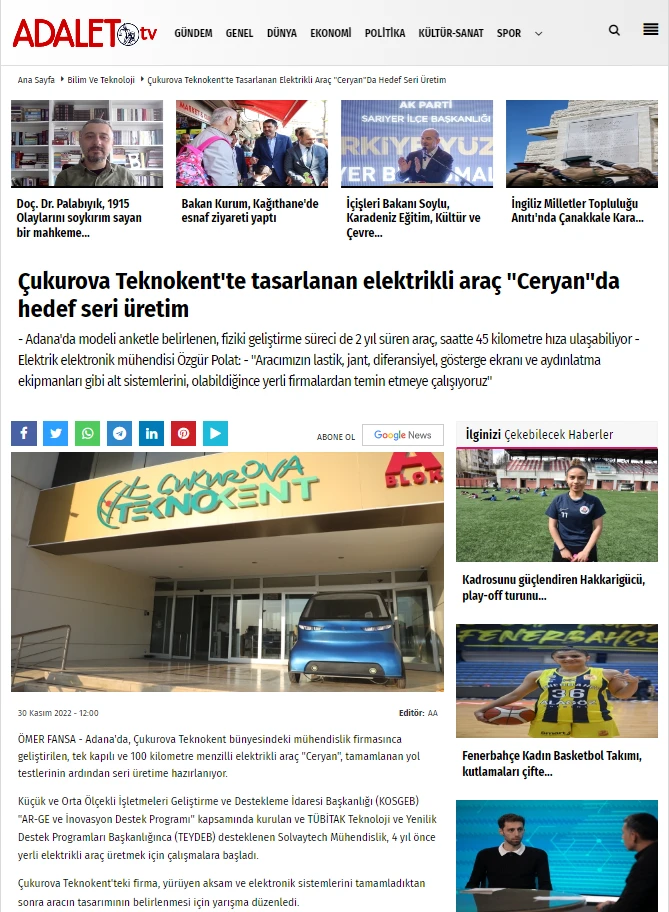 ADALET tv
GÜNDEM GENEL DÜNYA EKONOMİ POLİTİKA KÜLTÜR-SANAT SPOR
Ana Sayfa Bilim Ve Teknoloji Çukurova Teknokent'te Tasarlanan Elektrikli Araç "Ceryan"Da Hedef Seri Üretim
MARKET
AK PARTİ
SARIYER İLÇE BAŞKANLIĞI
Doç. Dr. Palabıyık, 1915
Olaylarını soykırım sayan
bir mahkeme...
Bakan Kurum, Kağıthane'de
esnaf ziyareti yaptı
İçişleri Bakanı Soylu,
Karadeniz Eğitim, Kültür ve
Çevre...
İngiliz Milletler Topluluğu
Anıtı'nda Çanakkale Kara...
Çukurova Teknokent'te tasarlanan elektrikli araç "Ceryan"da
hedef seri üretim
- Adana'da modeli anketle belirlenen, fiziki geliştirme süreci de 2 yıl süren araç, saatte 45 kilometre hıza ulaşabiliyor -
Elektrik elektronik mühendisi Özgür Polat: - "Aracımızın lastik, jant, diferansiyel, gösterge ekranı ve aydınlatma
ekipmanları gibi alt sistemlerini, olabildiğince yerli firmalardan temin etmeye çalışıyoruz"
ABONE OL Google News
İlginizi Çekebilecek Haberler
ÇUKUROVA
TEKNOKENT
A
BLOK
11
Kadrosunu güçlendiren Hakkarigücü,
play-off turunu...
FENERBAHÇE
36
Fenerbahçe Kadın Basketbol Takımı,
kutlamaları çifte...
30 Kasım 2022 - 12:00
Editör: AA
ÖMER FANSA - Adana'da, Çukurova Teknokent bünyesindeki mühendislik firmasınca
geliştirilen, tek kapılı ve 100 kilometre menzilli elektrikli araç "Ceryan", tamamlanan yol
testlerinin ardından seri üretime hazırlanıyor.
Küçük ve Orta Ölçekli İşletmeleri Geliştirme ve Destekleme İdaresi Başkanlığı (KOSGEB)
"AR-GE ve İnovasyon Destek Programı" kapsamında kurulan ve TÜBİTAK Teknoloji ve Yenilik
Destek Programları Başkanlığınca (TEYDEB) desteklenen Solvaytech Mühendislik, 4 yıl önce
yerli elektrikli araç üretmek için çalışmalara başladı.
Çukurova Teknokent'teki firma, yürüyen aksam ve elektronik sistemlerini tamamladıktan
sonra aracın tasarımının belirlenmesi için yarışma düzenledi.